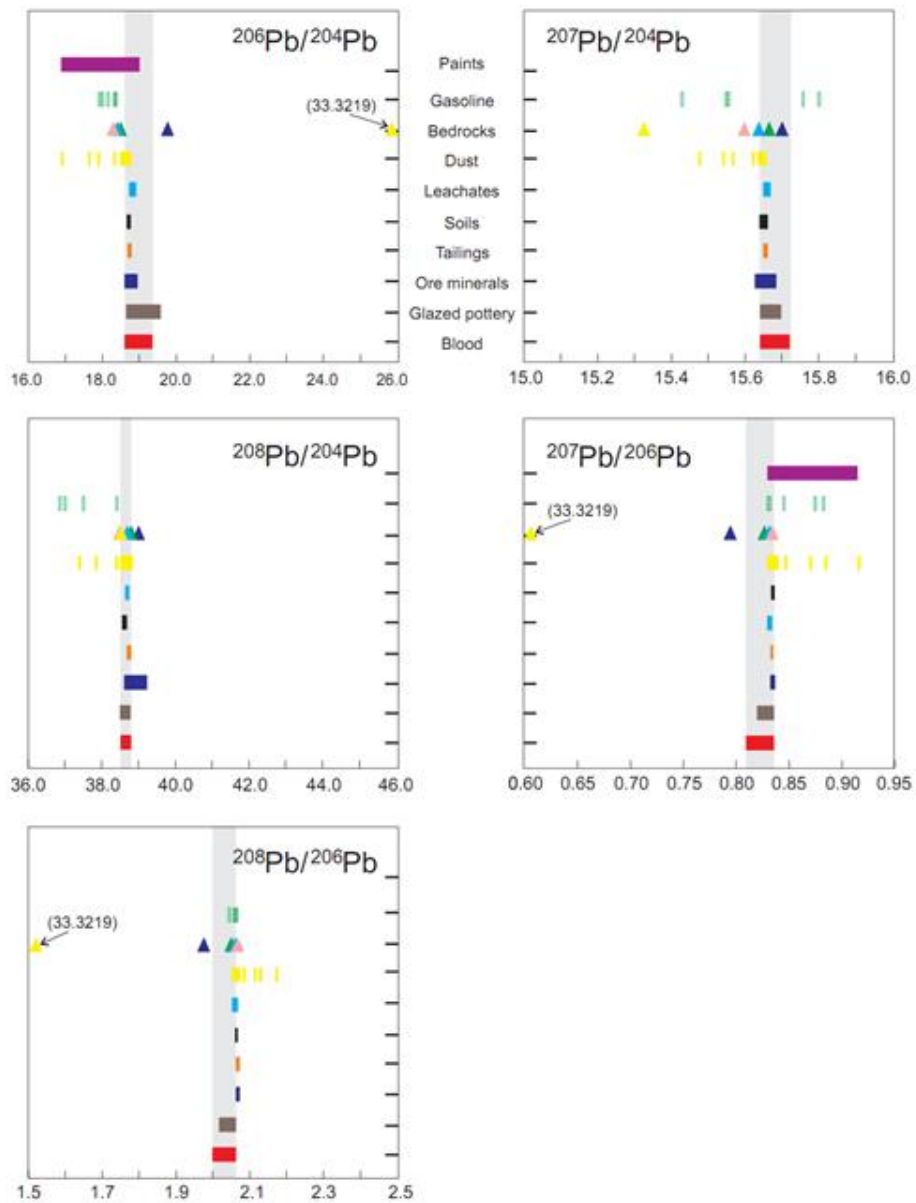 ²⁰⁶Pb/²⁰⁴Pb
²⁰⁷Pb/²⁰⁴Pb
Paints
Gasoline
(33.3219)
Bedrocks
Dust
Leachates
Soils
Tailings
Ore minerals
Glazed pottery
Blood
16.0 18.0 20.0 22.0 24.0 26.0
15.0 15.2 15.4 15.6 15.8 16.0
²⁰⁸Pb/²⁰⁴Pb
²⁰⁷Pb/²⁰⁶Pb
(33.3219)
36.0 38.0 40.0 42.0 44.0 46.0
0.60 0.65 0.70 0.75 0.80 0.85 0.90 0.95
²⁰⁸Pb/²⁰⁶Pb
(33.3219)
1.5 1.7 1.9 2.1 2.3 2.5